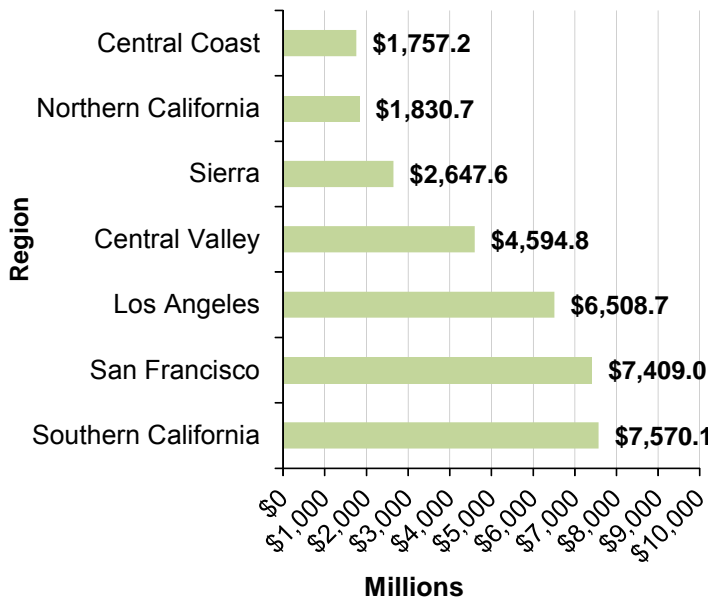 Central Coast $1,757.2
Northern California $1,830.7
Sierra $2,647.6
Central Valley $4,594.8
Los Angeles $6,508.7
San Francisco $7,409.0
Southern California $7,570.1
Region
$0
$1,000
$2,000
$3,000
$4,000
$5,000
$6,000
$7,000
$8,000
$9,000
$10,000
Millions